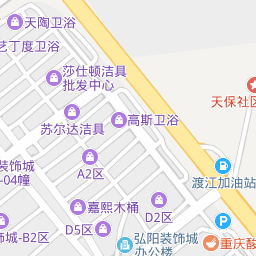 天陶卫浴
艺丁度卫浴
莎仕顿洁具
批发中心
天保社区
高斯卫浴
苏尔达洁具
装饰城
-04幢
A2区
渡江加油站
嘉熙木桶
D2区
D5区
饰城-B2区
弘阳装饰城
办公楼
P
重庆酸